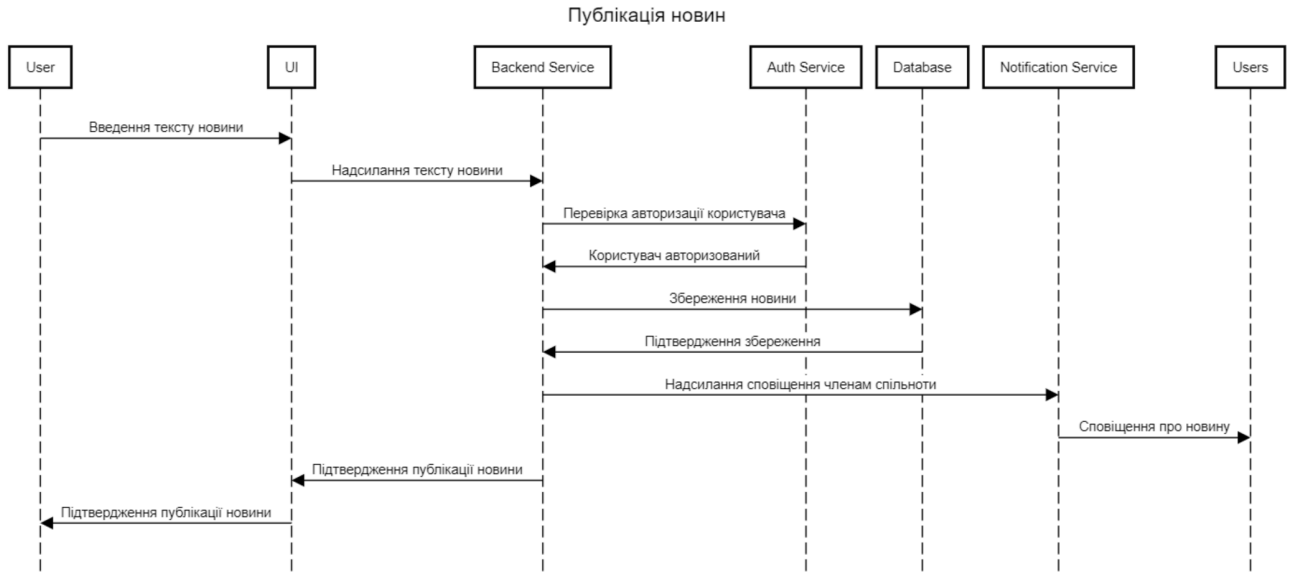 Публікація новин
User
UI
Backend Service
Auth Service
Database
Notification Service
Users
Введення тексту новини
Надсилання тексту новини
Перевірка авторизації користувача
Користувач авторизований
Збереження новини
Підтвердження збереження
Надсилання сповіщення членам спільноти
Сповіщення про новину
Підтвердження публікації новини
Підтвердження публікації новини